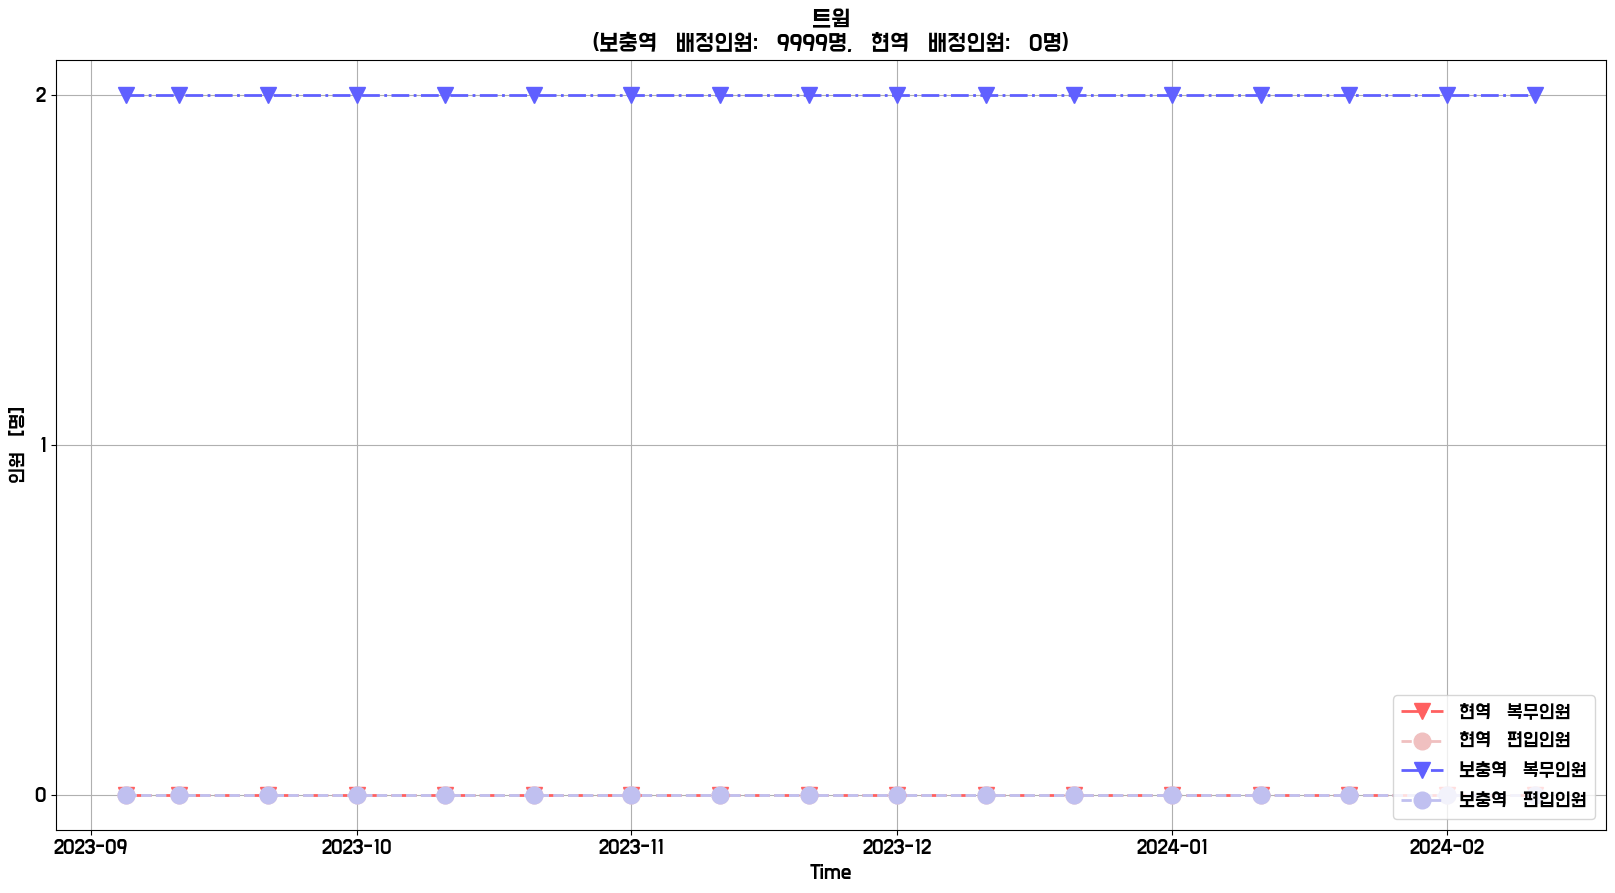 트윔
(보충역 배정인원: 9999명, 현역 배정인원: 0명)
인원 [명]
2
1
0
현역 복무인원
현역 편입인원
보충역 복무인원
보충역 편입인원
2023-09 2023-10 2023-11 2023-12 2024-01 2024-02
Time